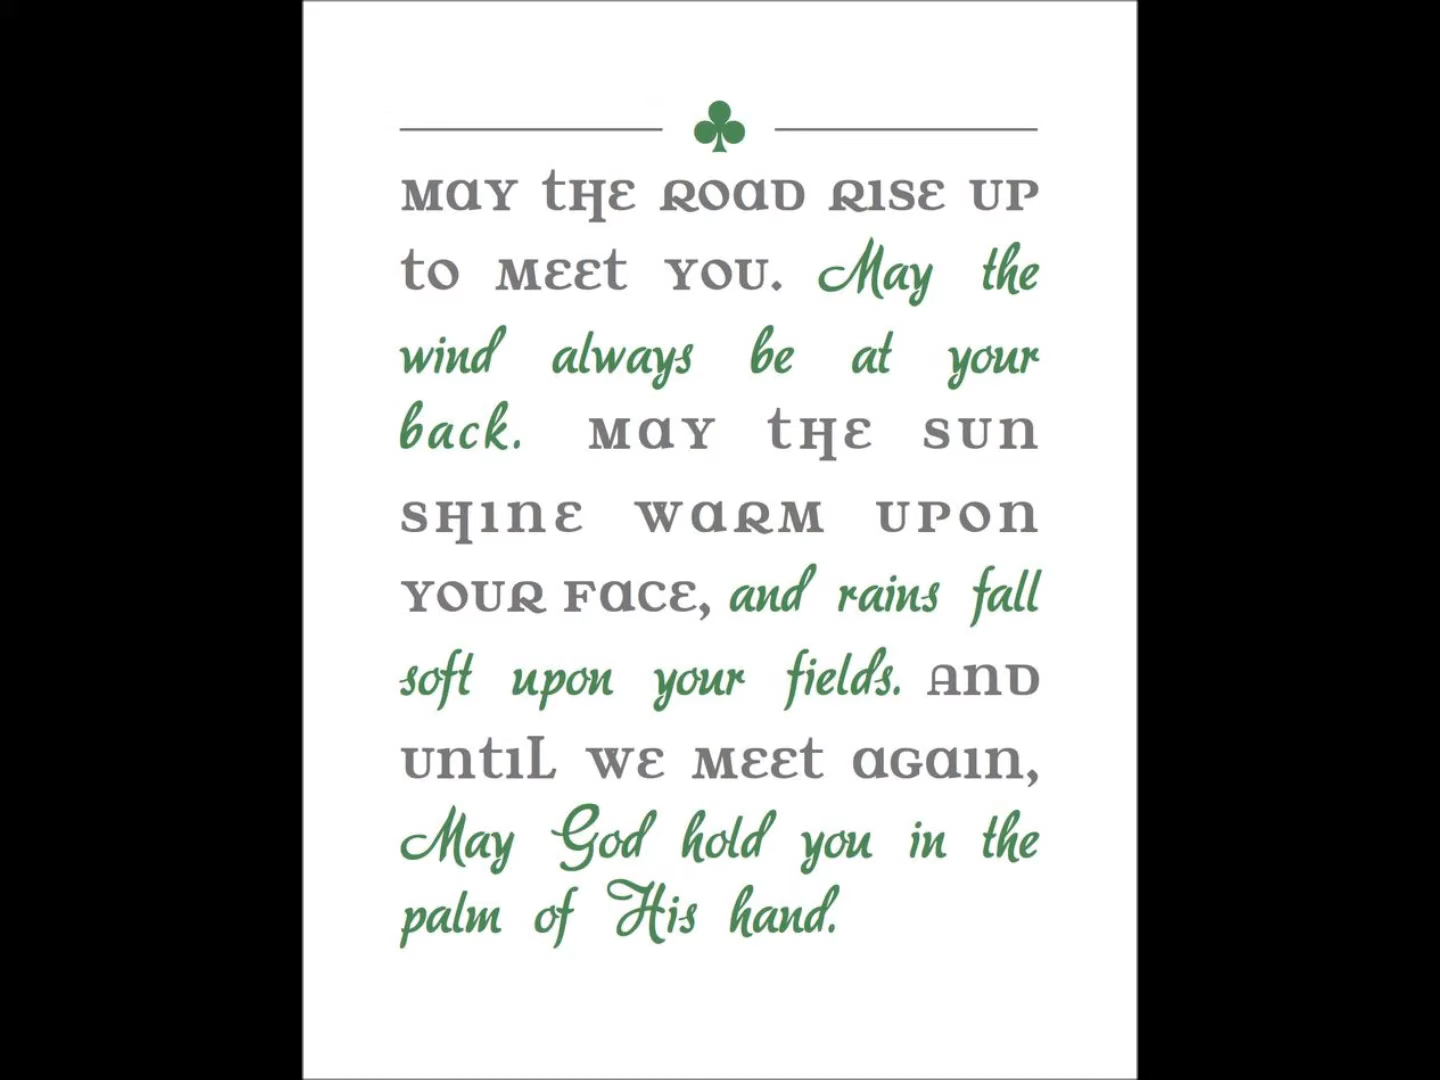 MAY THE ROAD RISE UP
TO MEET YOU. May the
wind always be at your
back. MAY THE SUN
SHINE WARM UPON
YOUR FACE, and rains fall
soft upon your fields. AND
UNTIL WE MEET AGAIN,
May God hold you in the
palm of His hand.